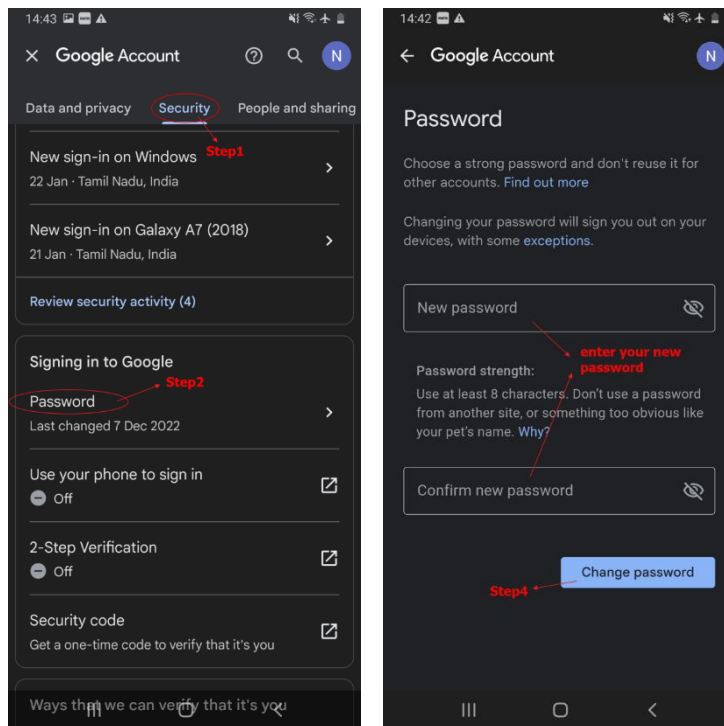 14:43
Google Account
N
Data and privacy Security People and sharing
Step1
New sign-in on Windows
22 Jan · Tamil Nadu, India
New sign-in on Galaxy A7 (2018)
21 Jan · Tamil Nadu, India
Review security activity (4)
Signing in to Google
Step2
Password
Last changed 7 Dec 2022
Use your phone to sign in
Off
2-Step Verification
Off
Security code
Get a one-time code to verify that it's you
Ways that we can verify that it's you
14:42
Google Account
N
Password
Choose a strong password and don't reuse it for
other accounts. Find out more
Changing your password will sign you out on your
devices, with some exceptions.
New password
enter your new
password
Password strength:
Use at least 8 characters. Don't use a password
from another site, or something too obvious like
your pet's name. Why?
Confirm new password
Change password
Step4